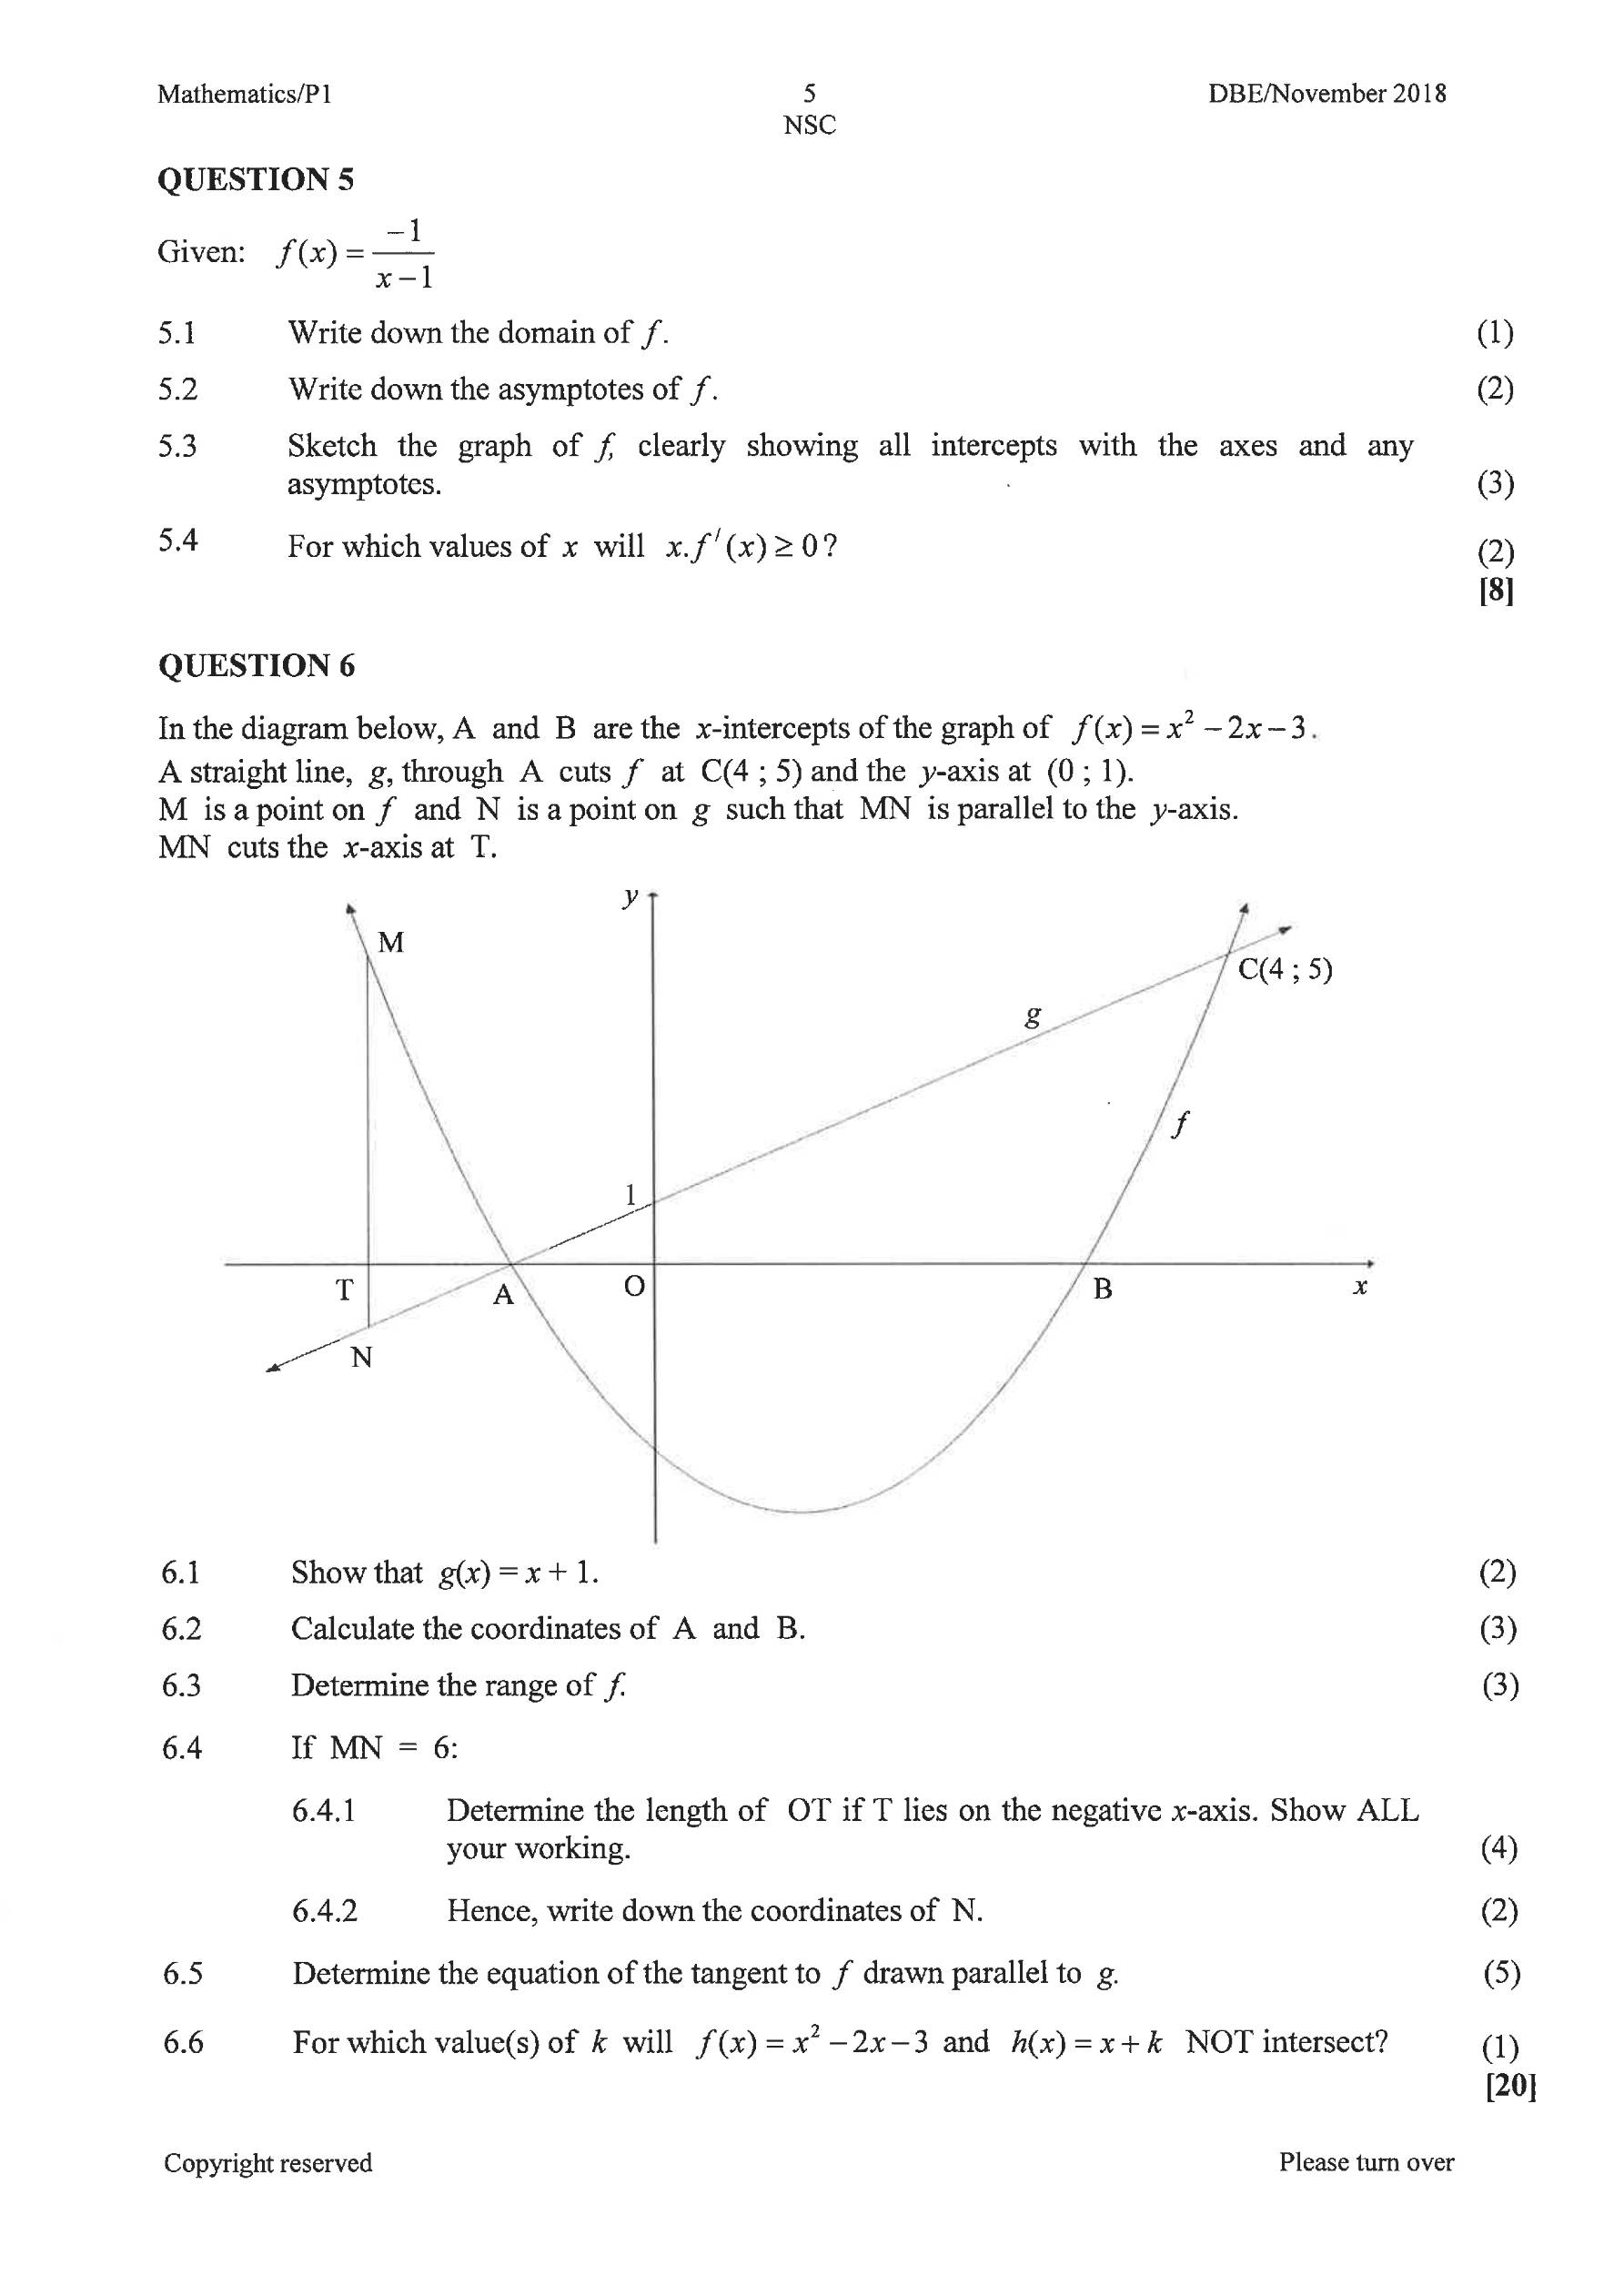 Mathematics/P1 5 DBE/November 2018
NSC
QUESTION 5
Given: f(x) = −1/(x − 1)
5.1 Write down the domain of f. (1)
5.2 Write down the asymptotes of f. (2)
5.3 Sketch the graph of f, clearly showing all intercepts with the axes and any
asymptotes. (3)
5.4 For which values of x will x.f′(x) ≥ 0? (2)
[8]
QUESTION 6
In the diagram below, A and B are the x-intercepts of the graph of f(x) = x² − 2x − 3.
A straight line, g, through A cuts f at C(4 ; 5) and the y-axis at (0 ; 1).
M is a point on f and N is a point on g such that MN is parallel to the y-axis.
MN cuts the x-axis at T.
y
M
C(4 ; 5)
g
f
1
T A O B x
N
6.1 Show that g(x) = x + 1. (2)
6.2 Calculate the coordinates of A and B. (3)
6.3 Determine the range of f. (3)
6.4 If MN = 6:
6.4.1 Determine the length of OT if T lies on the negative x-axis. Show ALL
your working. (4)
6.4.2 Hence, write down the coordinates of N. (2)
6.5 Determine the equation of the tangent to f drawn parallel to g. (5)
6.6 For which value(s) of k will f(x) = x² − 2x − 3 and h(x) = x + k NOT intersect? (1)
[20]
Copyright reserved Please turn over